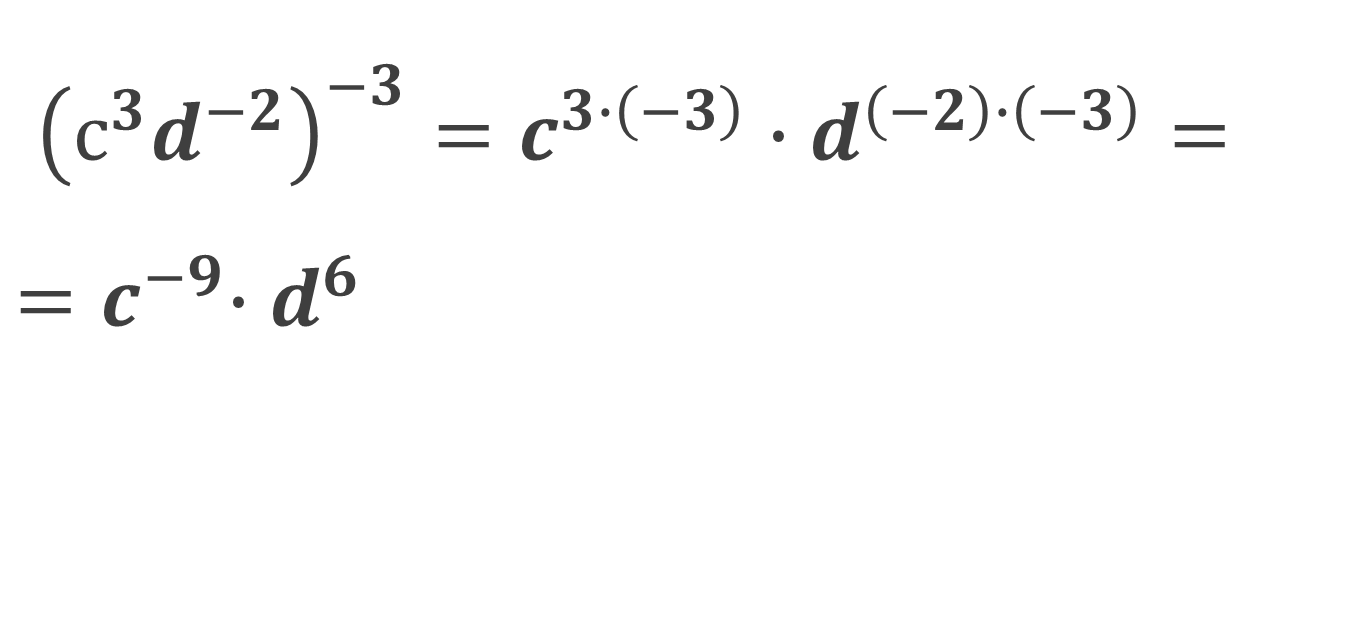 (c³d⁻²)⁻³ = c³·⁽⁻³⁾ · d⁽⁻²⁾·⁽⁻³⁾ =
= c⁻⁹· d⁶